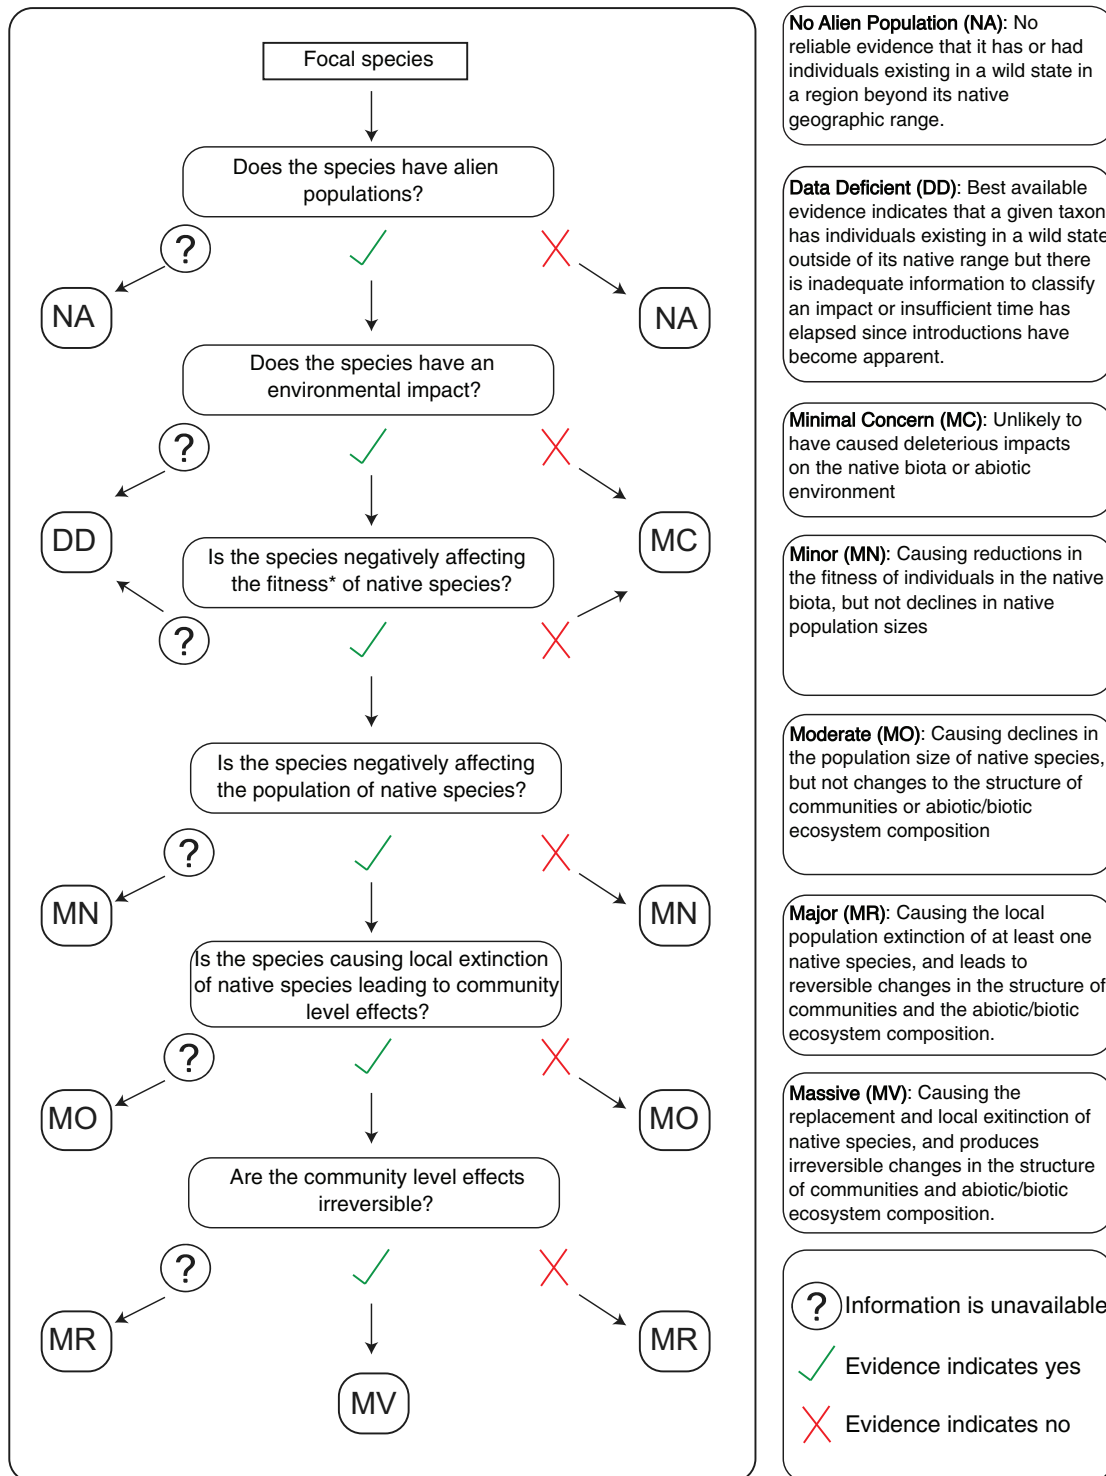 Focal species
Does the species have alien
populations?
?
NA
NA
Does the species have an
environmental impact?
?
DD
MC
Is the species negatively affecting
the fitness* of native species?
?
Is the species negatively affecting
the population of native species?
?
MN
MN
Is the species causing local extinction
of native species leading to community
level effects?
?
MO
MO
Are the community level effects
irreversible?
?
MR
MR
MV
No Alien Population (NA): No
reliable evidence that it has or had
individuals existing in a wild state in
a region beyond its native
geographic range.
Data Deficient (DD): Best available
evidence indicates that a given taxon
has individuals existing in a wild state
outside of its native range but there
is inadequate information to classify
an impact or insufficient time has
elapsed since introductions have
become apparent.
Minimal Concern (MC): Unlikely to
have caused deleterious impacts
on the native biota or abiotic
environment
Minor (MN): Causing reductions in
the fitness of individuals in the native
biota, but not declines in native
population sizes
Moderate (MO): Causing declines in
the population size of native species,
but not changes to the structure of
communities or abiotic/biotic
ecosystem composition
Major (MR): Causing the local
population extinction of at least one
native species, and leads to
reversible changes in the structure of
communities and the abiotic/biotic
ecosystem composition.
Massive (MV): Causing the
replacement and local exitinction of
native species, and produces
irreversible changes in the structure
of communities and abiotic/biotic
ecosystem composition.
? Information is unavailable
Evidence indicates yes
Evidence indicates no